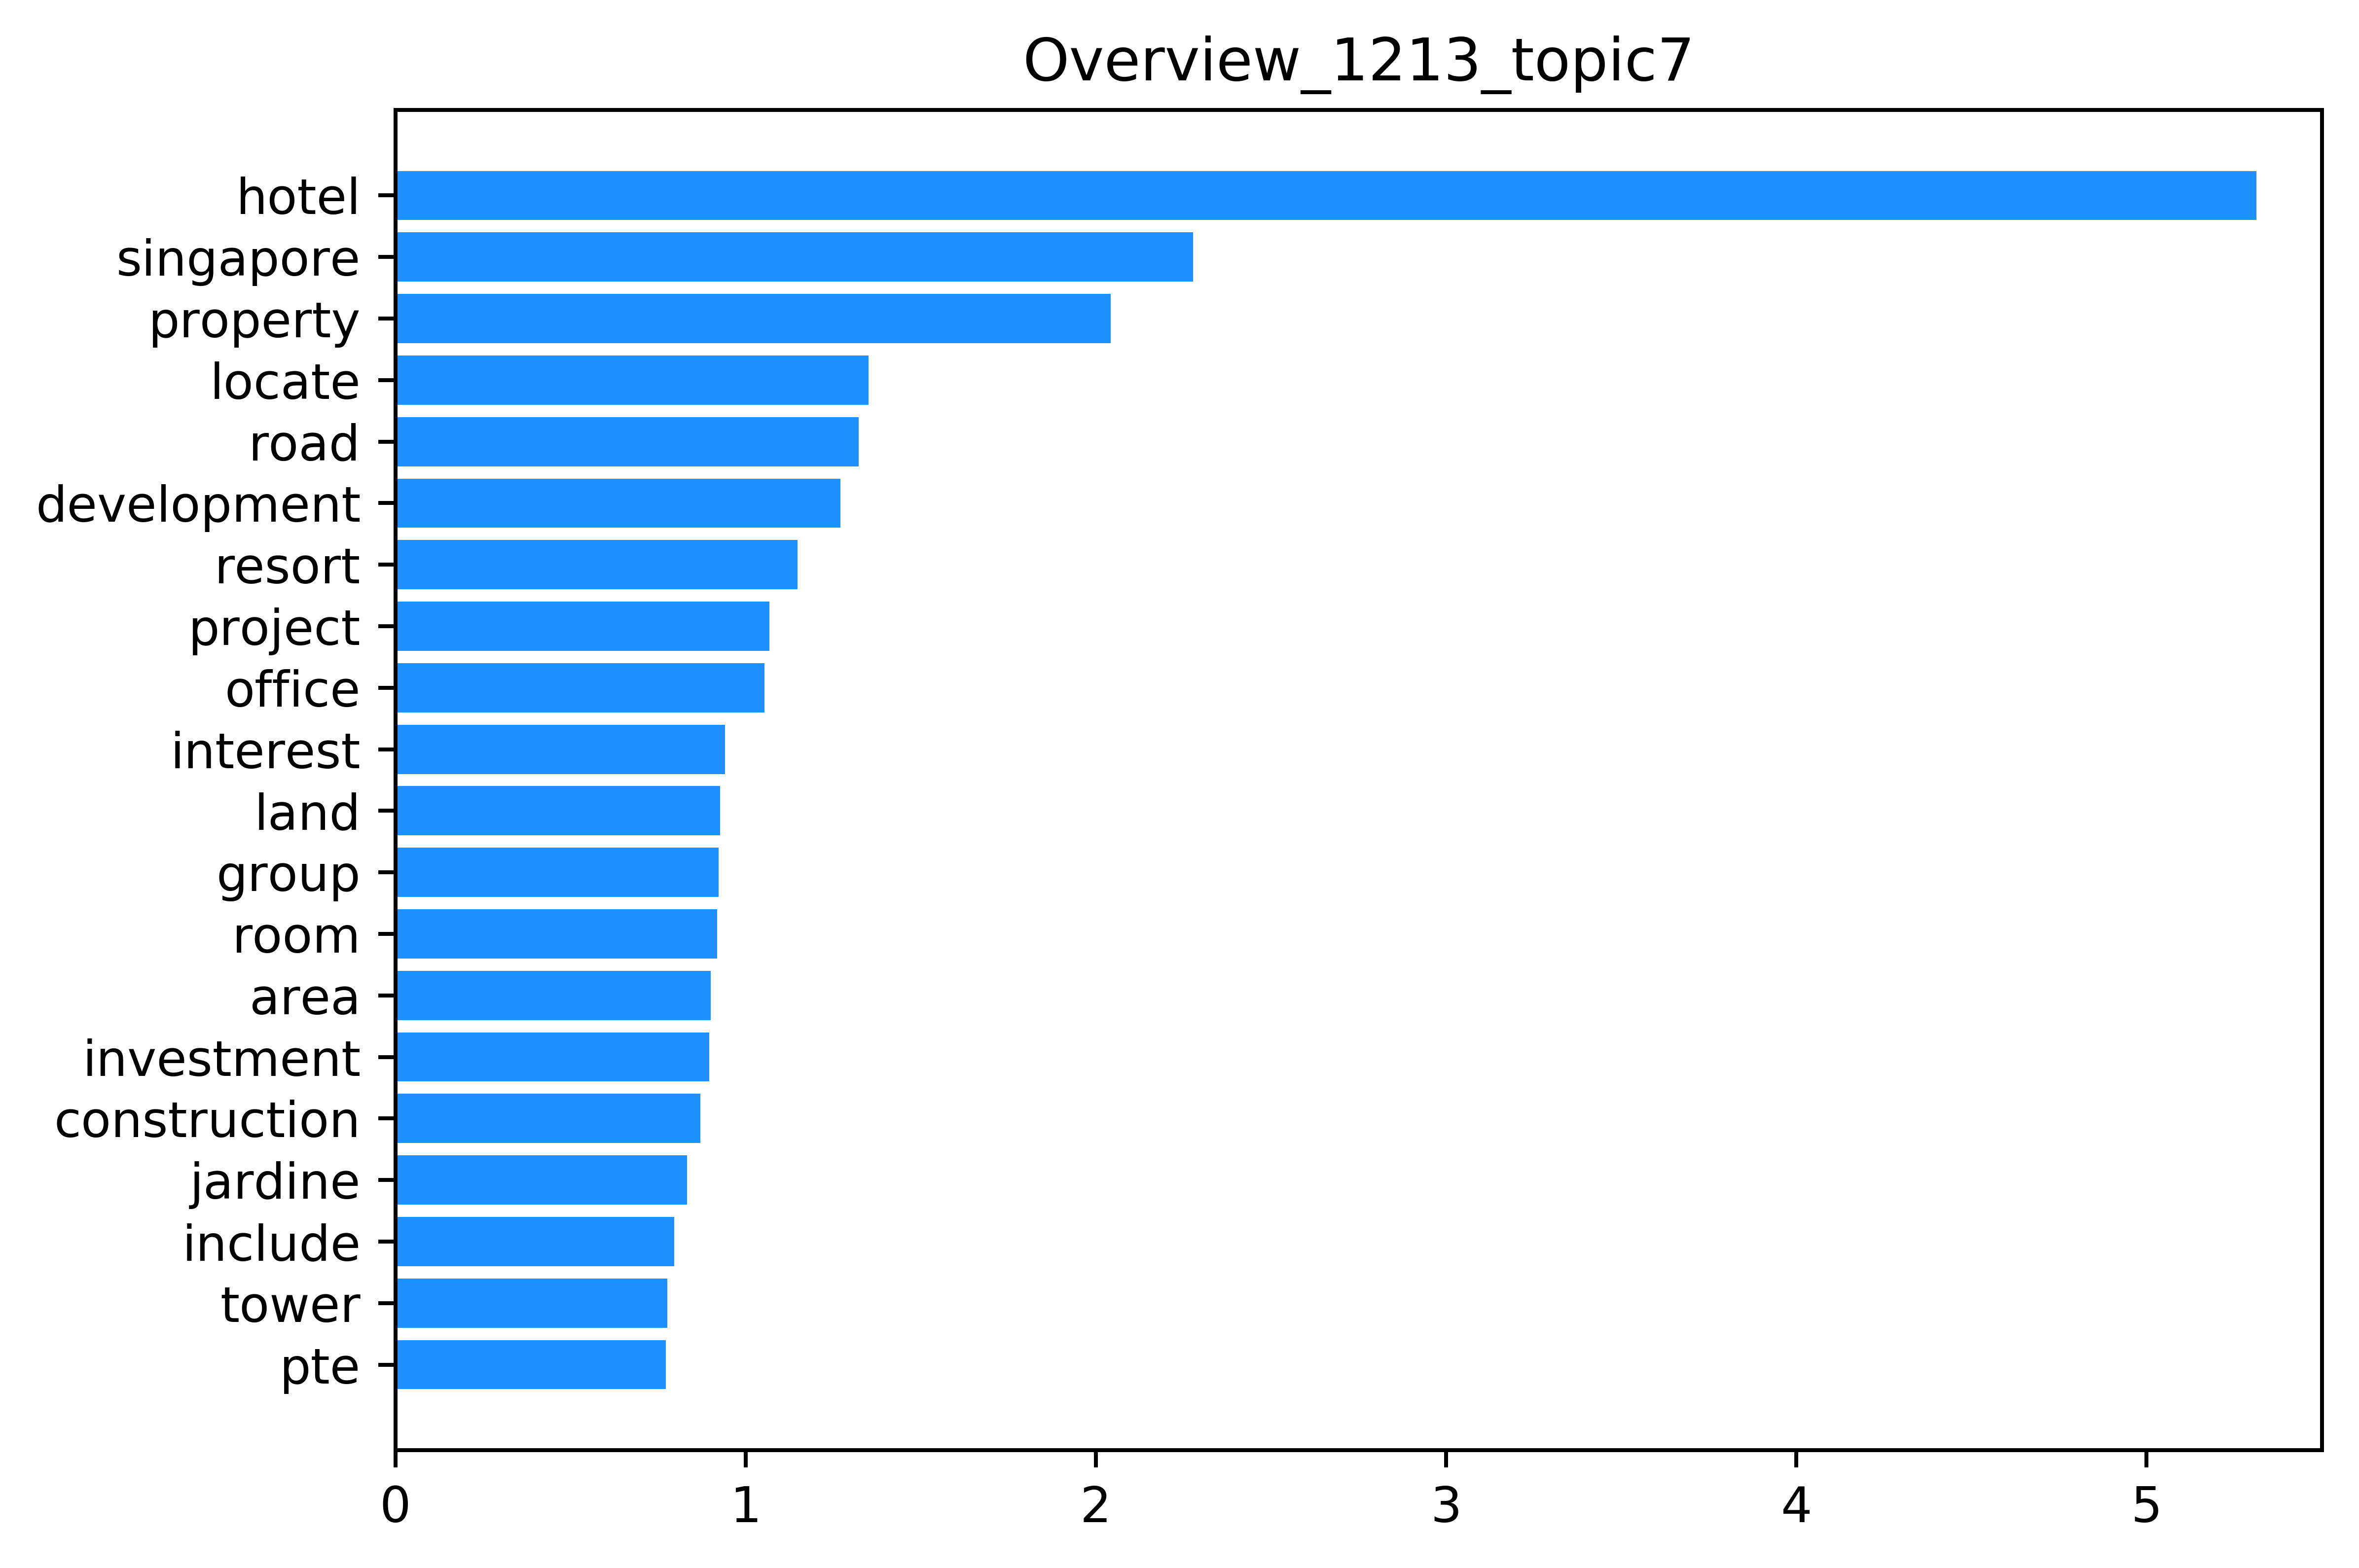 Overview_1213_topic7
hotel
singapore
property
locate
road
development
resort
project
office
interest
land
group
room
area
investment
construction
jardine
include
tower
pte
0 1 2 3 4 5